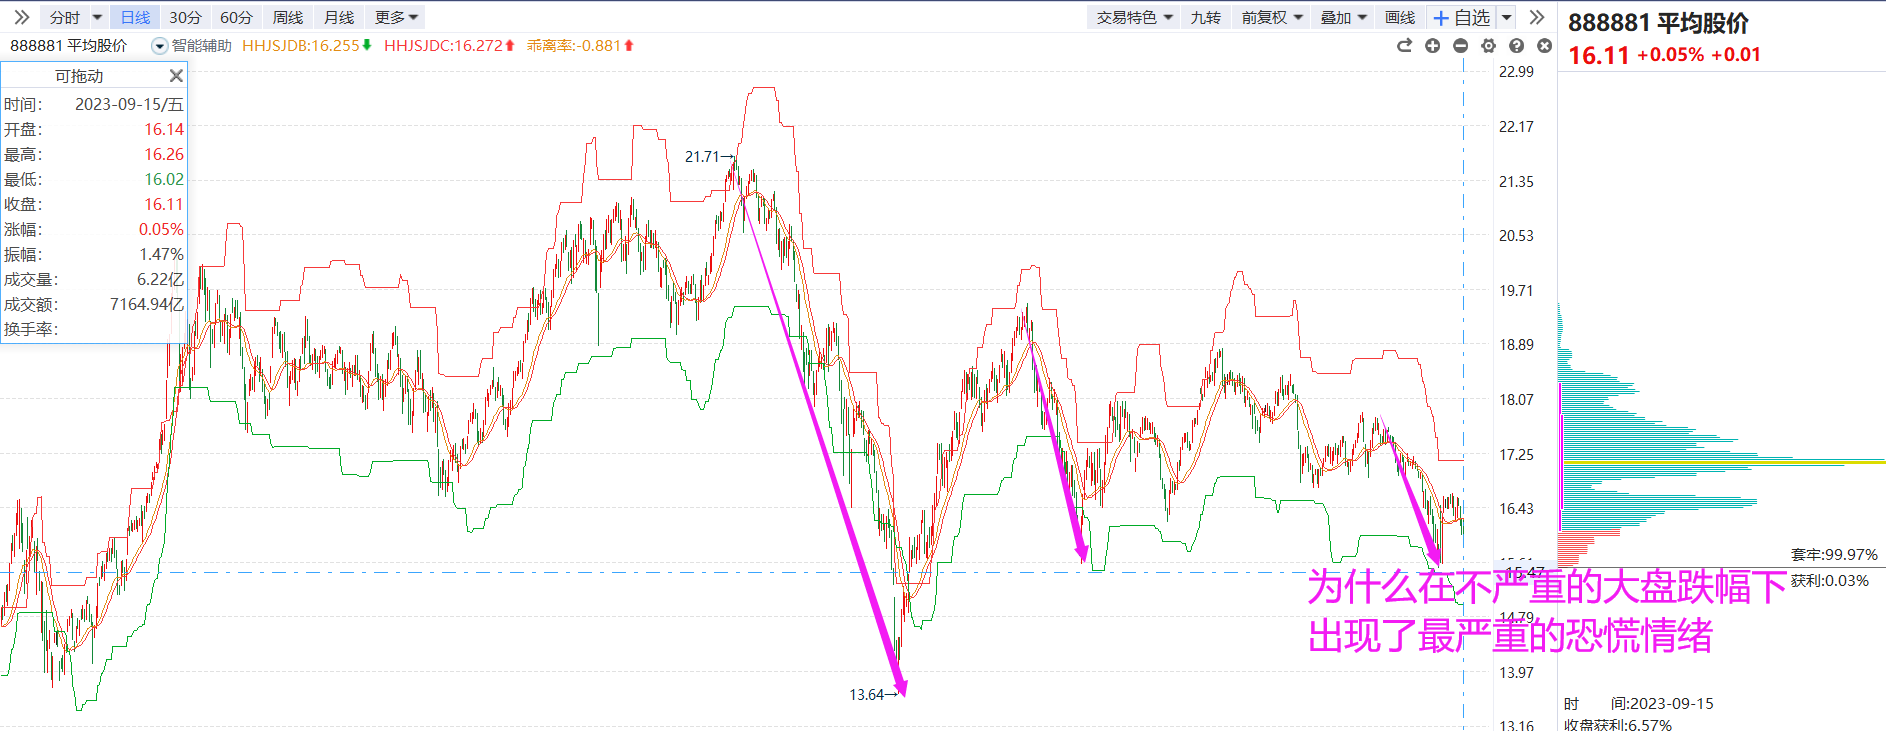 分时 日线 30分 60分 周线 月线 更多 交易特色 九转 前复权 叠加 画线 自选
888881 平均股价 智能辅助 HHJSJDB:16.255 HHJSJDC:16.272 乖离率:-0.881
888881 平均股价
16.11 +0.05% +0.01
可拖动
时间: 2023-09-15/五
开盘: 16.14
最高: 16.26
最低: 16.02
收盘: 16.11
涨幅: 0.05%
振幅: 1.47%
成交量: 6.22亿
成交额: 7164.94亿
换手率:
21.71→
13.64→
22.99
22.17
21.35
20.53
19.71
18.89
18.07
17.25
16.43
15.61
15.47
14.79
13.97
13.16
为什么在不严重的大盘跌幅下
出现了最严重的恐慌情绪
套牢:99.97%
获利:0.03%
时 间:2023-09-15
收盘获利:6.57%